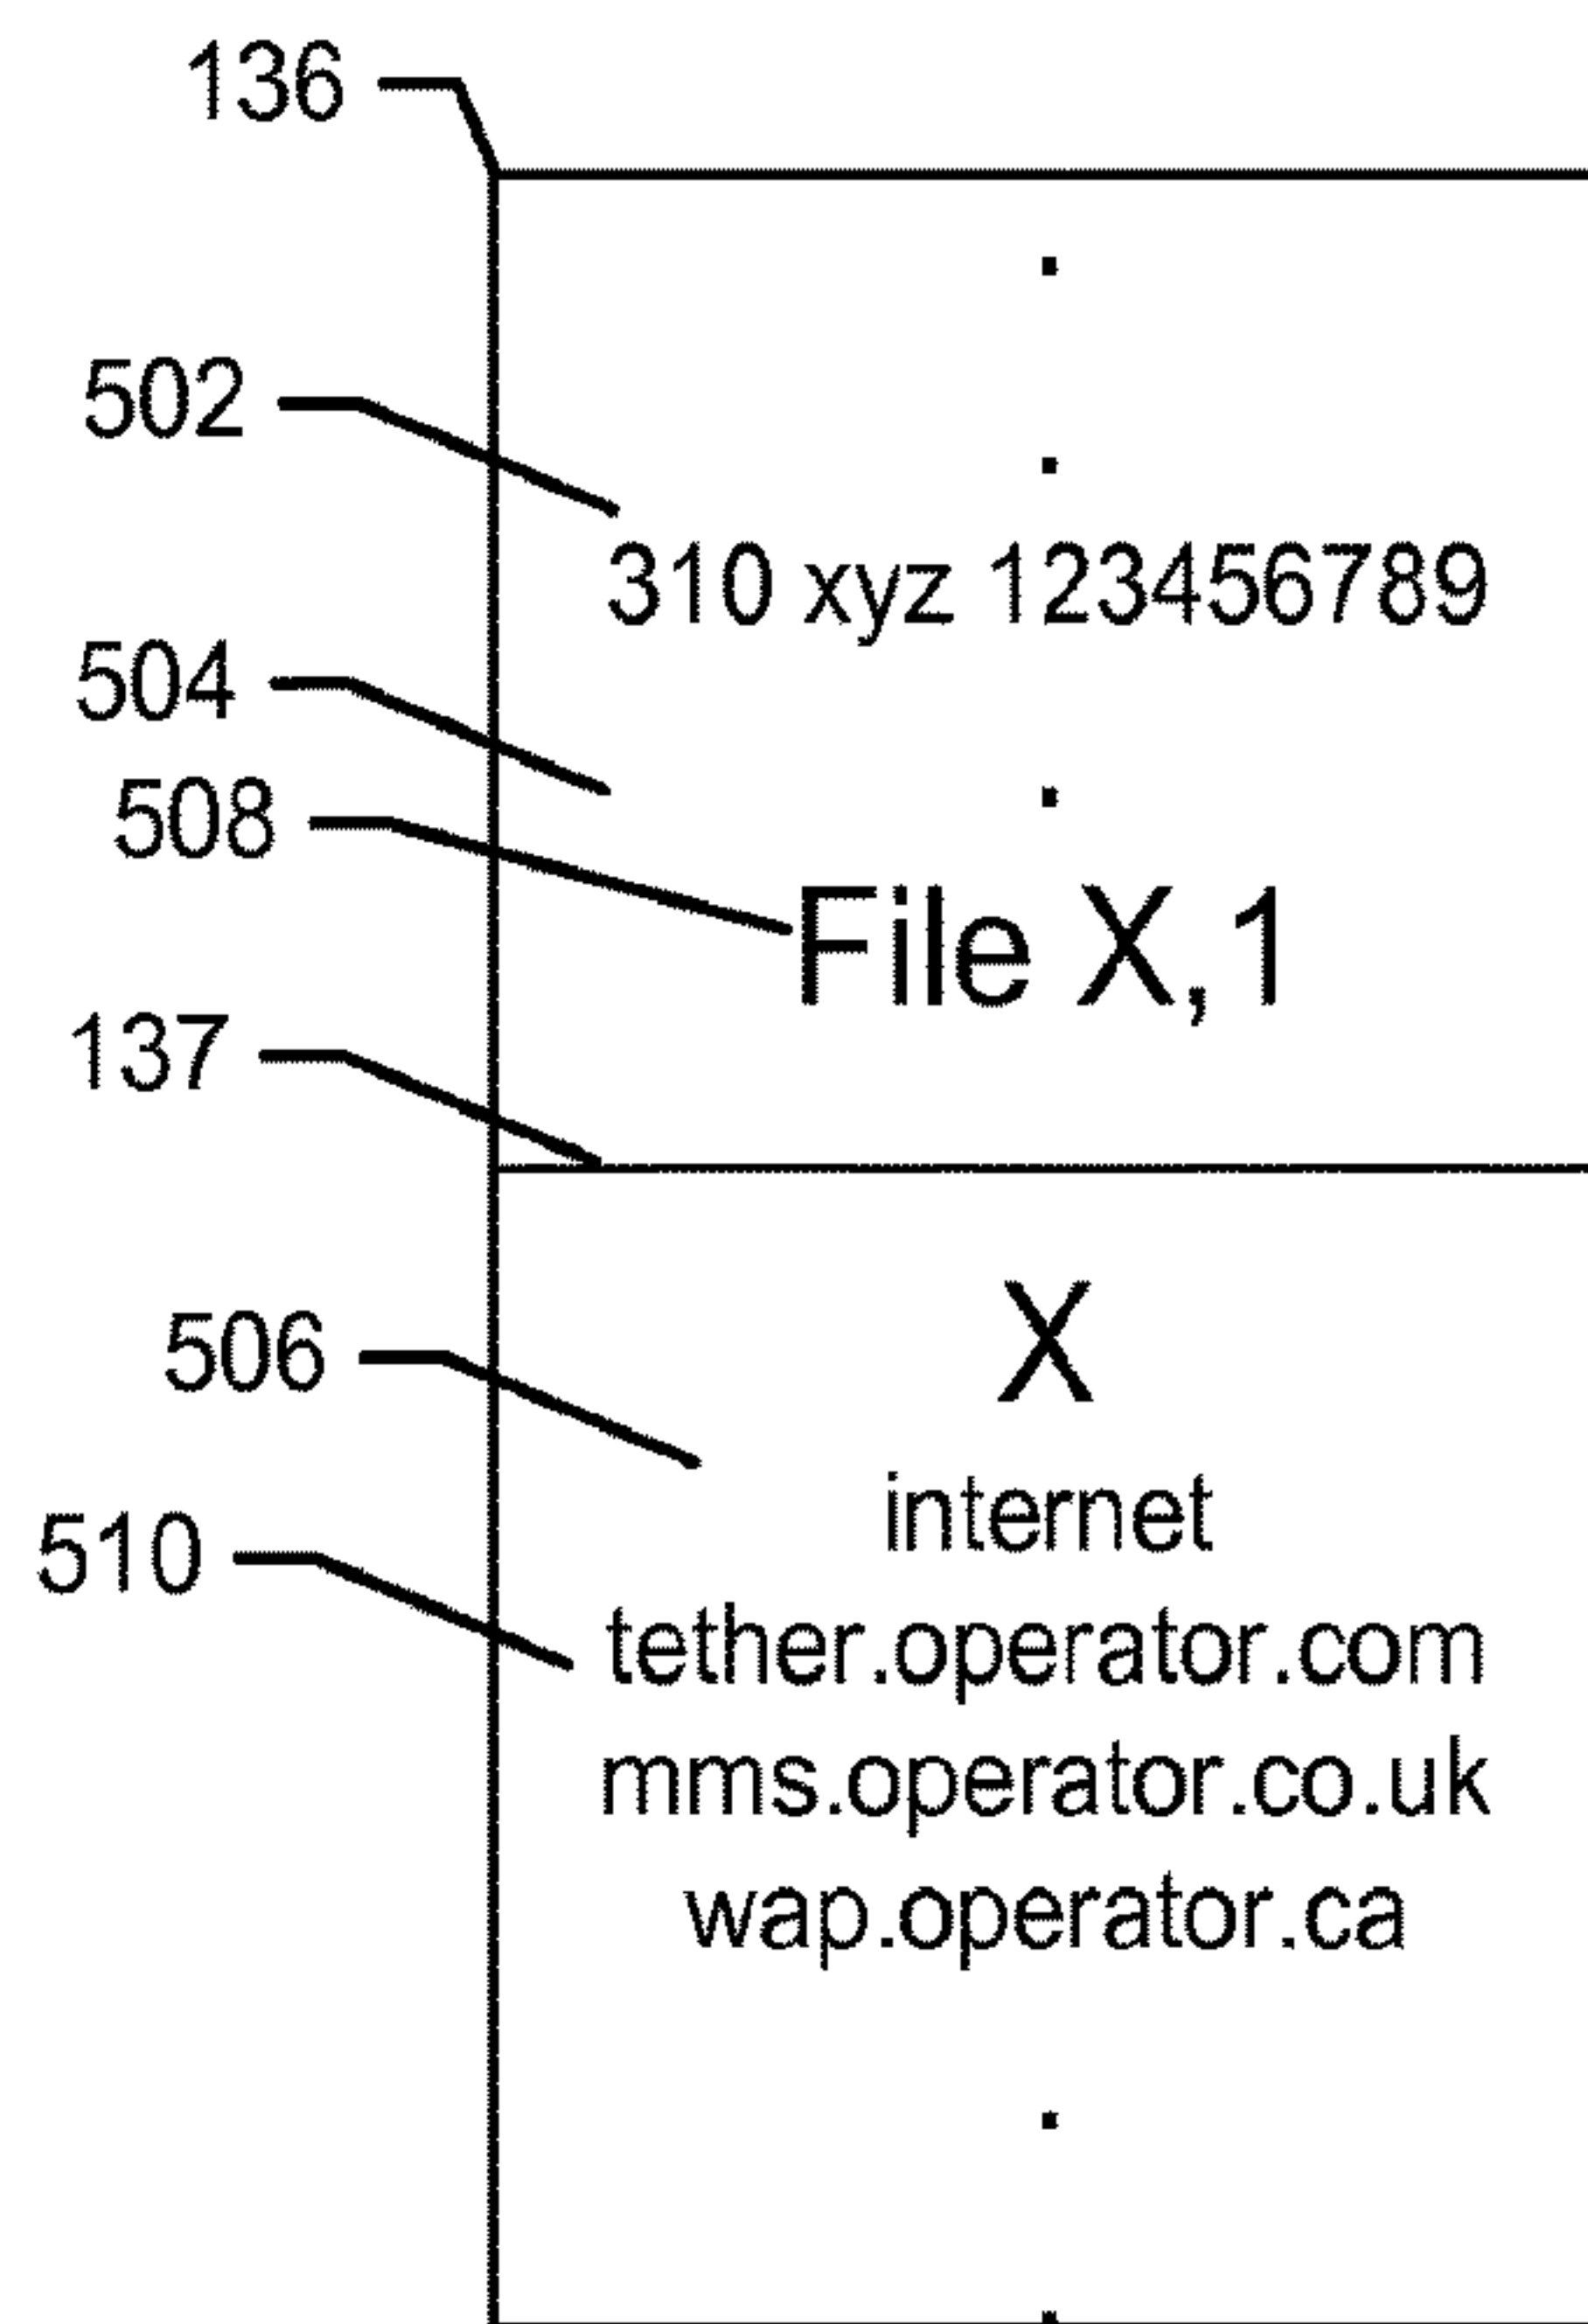 136
502
310 xyz 123456789
504
508
File X,1
137
506
X
internet
510
tether.operator.com
mms.operator.co.uk
wap.operator.ca